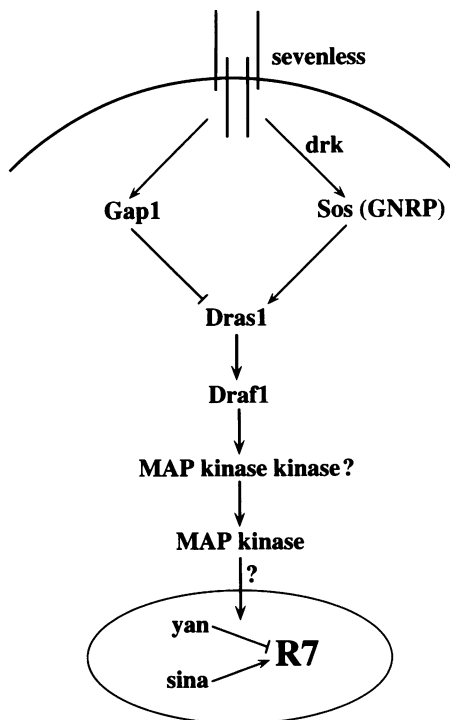 sevenless
drk
Gap1
Sos (GNRP)
Dras1
Draf1
MAP kinase kinase?
MAP kinase
?
yan
R7
sina